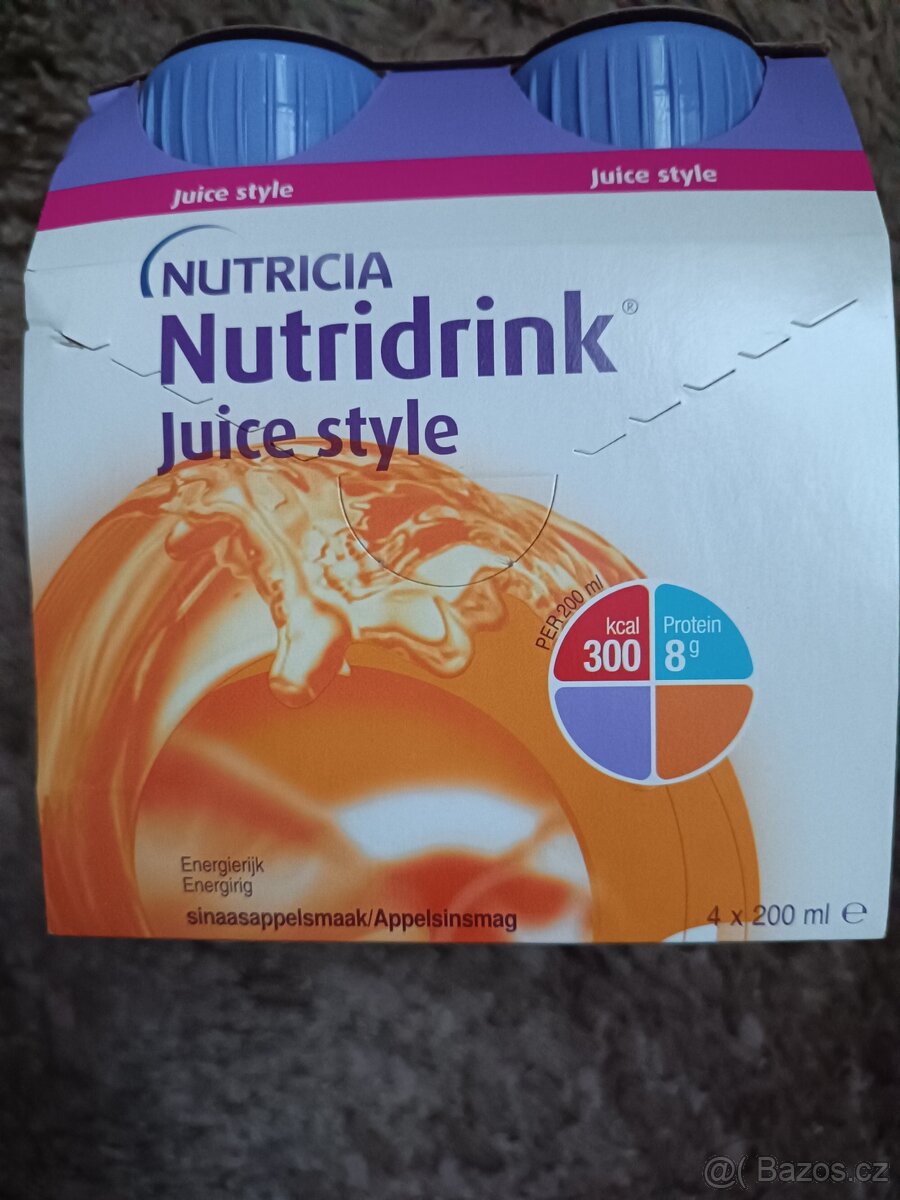 Juice style
Juice style
NUTRICIA
Nutridrink®
Juice style
PER 200 ml
kcal
300
Protein
8 g
Energierijk
Energirig
sinaasappelsmaak/Appelsinsmag
4 x 200 ml ℮
@( Bazos.cz